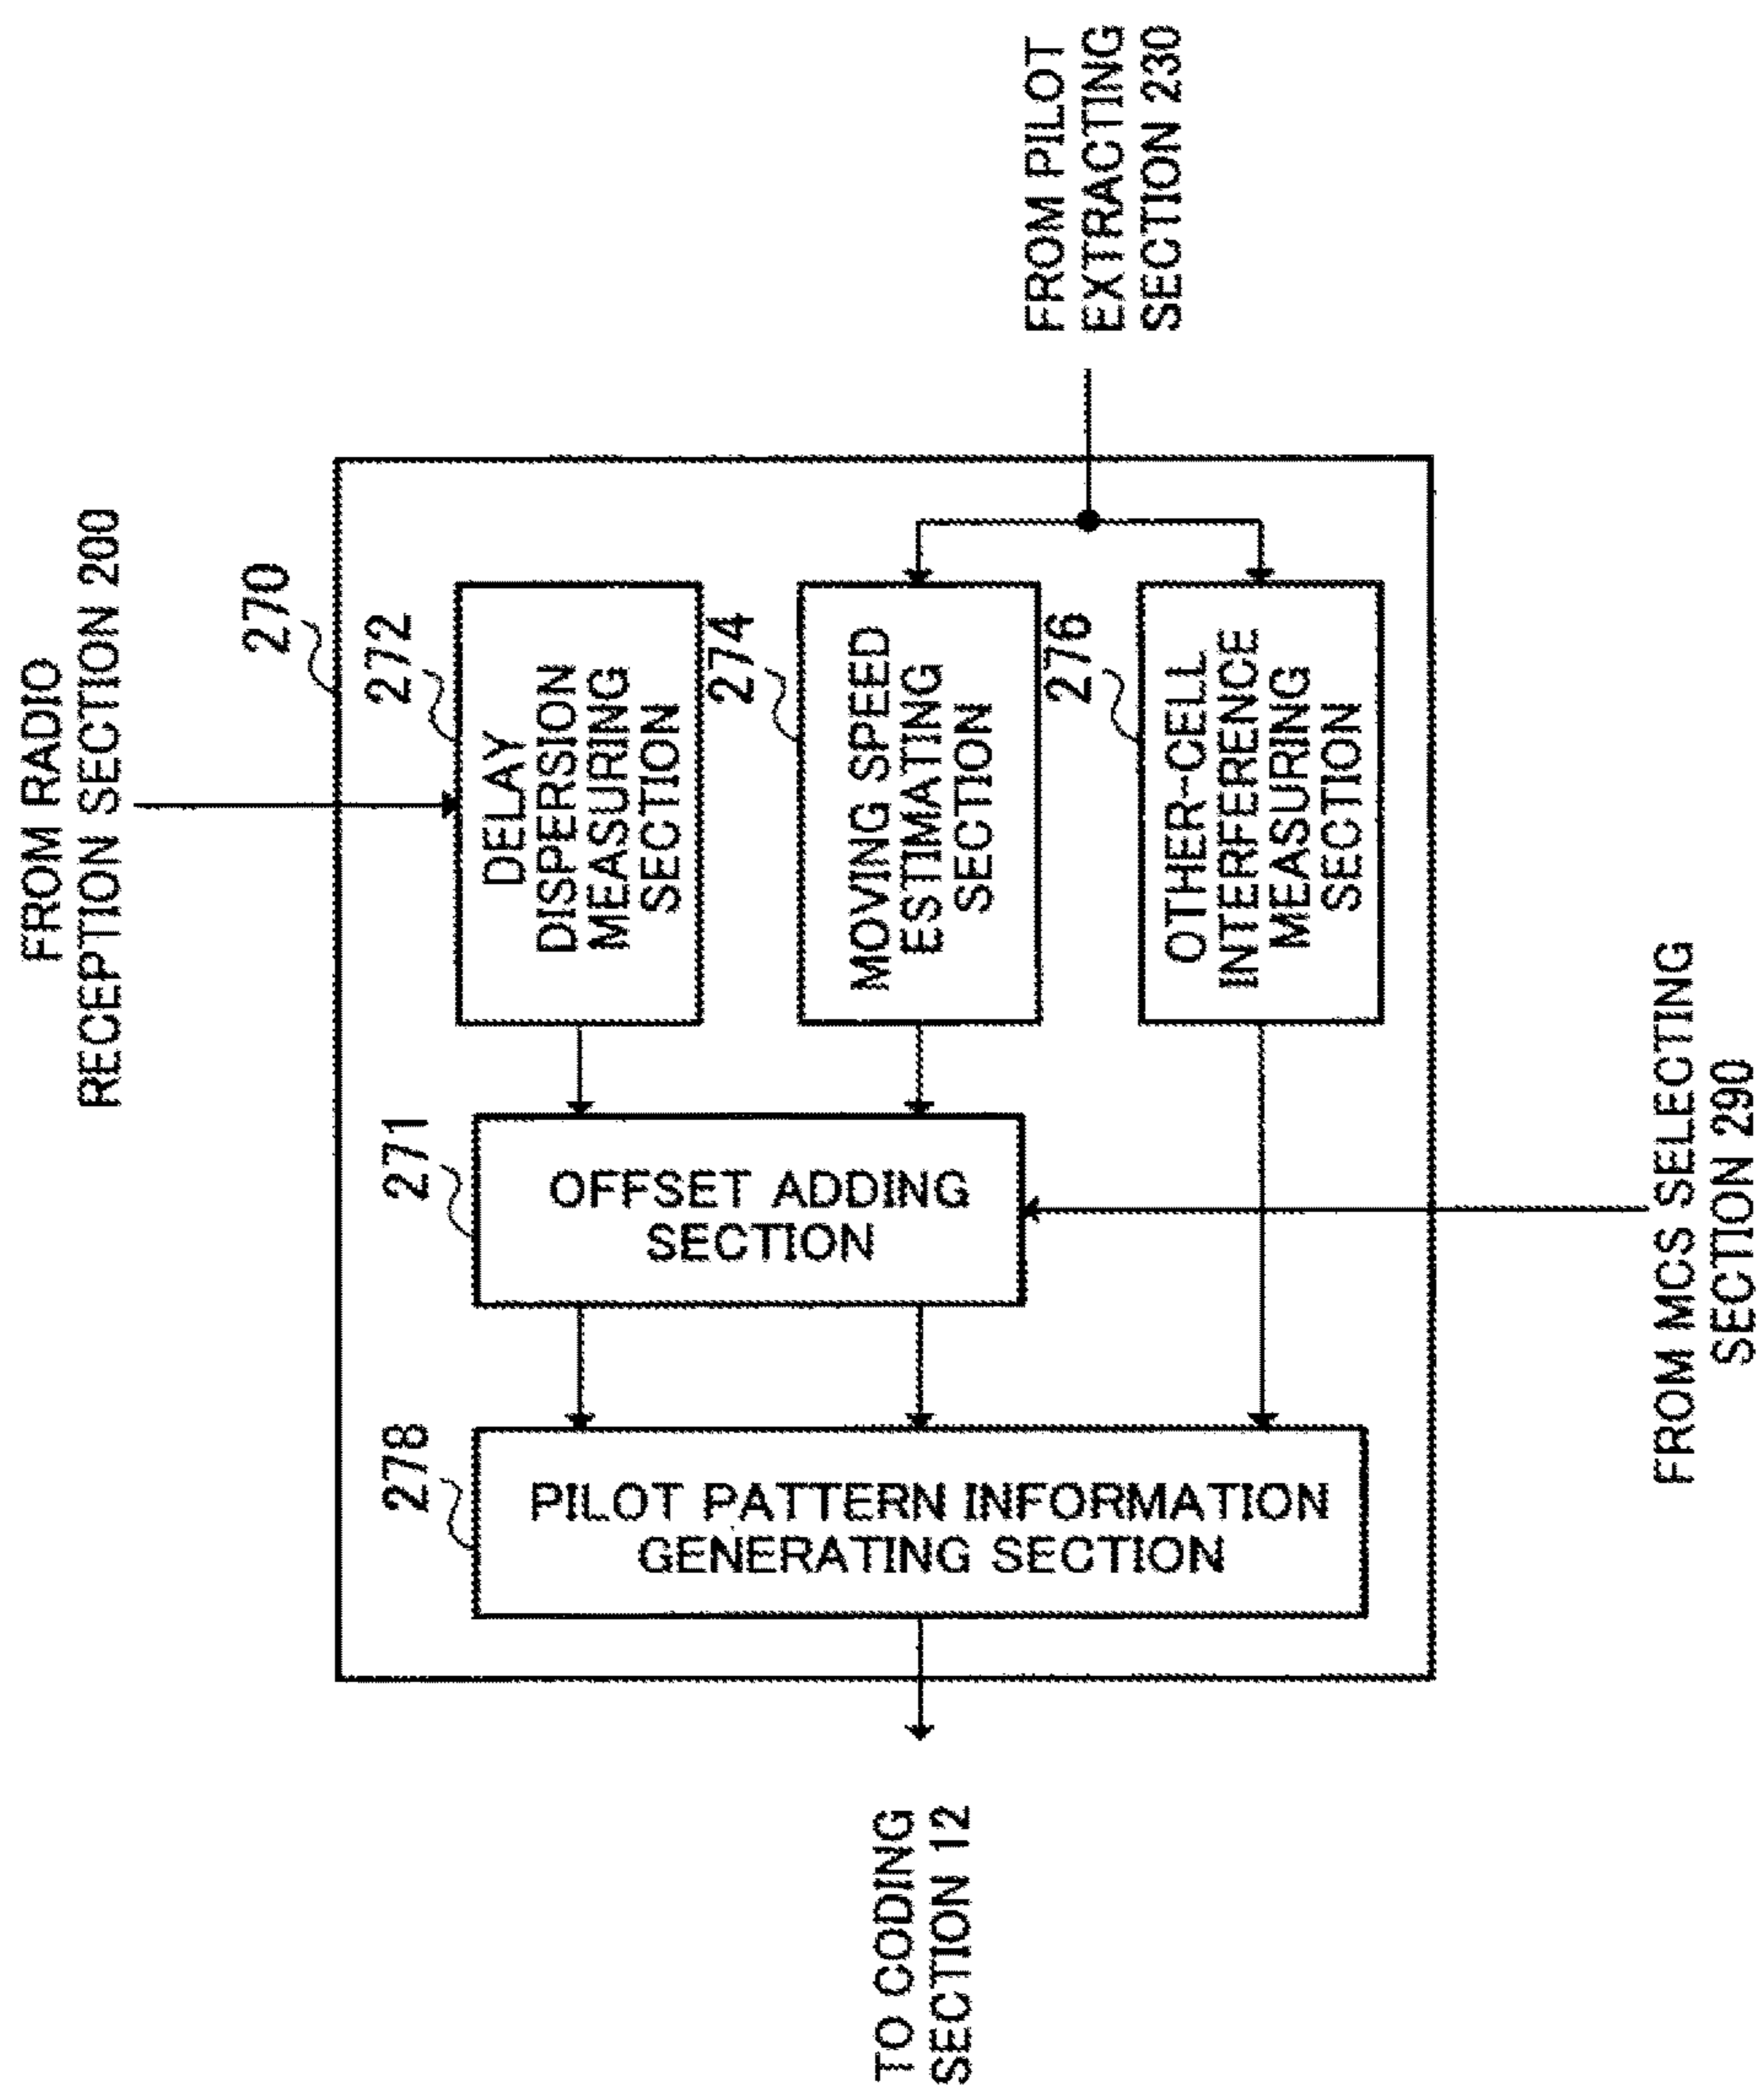 FROM RADIO
RECEPTION SECTION 200
270
272
DELAY
DISPERSION
MEASURING
SECTION
274
MOVING SPEED
ESTIMATING
SECTION
276
OTHER-CELL
INTERFERENCE
MEASURING
SECTION
FROM PILOT
EXTRACTING
SECTION 230
271
OFFSET ADDING
SECTION
FROM MCS SELECTING
SECTION 290
278
PILOT PATTERN INFORMATION
GENERATING SECTION
TO CODING
SECTION 12